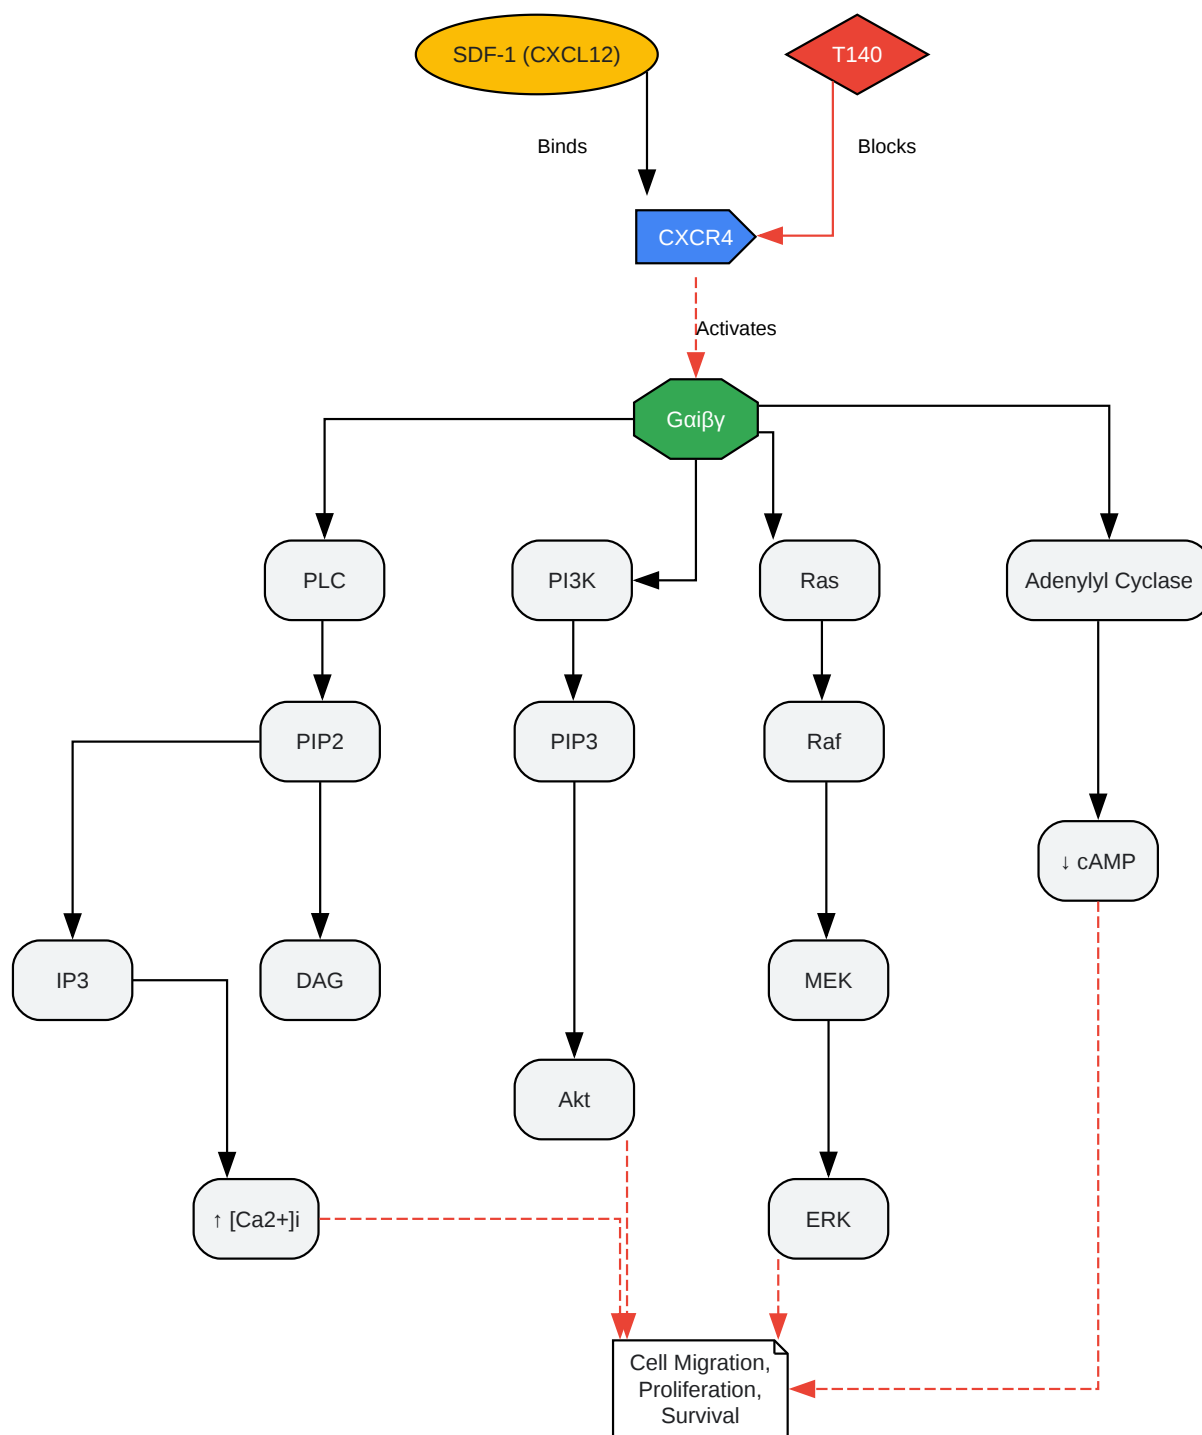 SDF-1 (CXCL12)
T140
Binds
Blocks
CXCR4
Activates
Gαiβγ
PLC
PI3K
Ras
Adenylyl Cyclase
PIP2
PIP3
Raf
↓ cAMP
IP3
DAG
MEK
Akt
↑ [Ca2+]i
ERK
Cell Migration,
Proliferation,
Survival